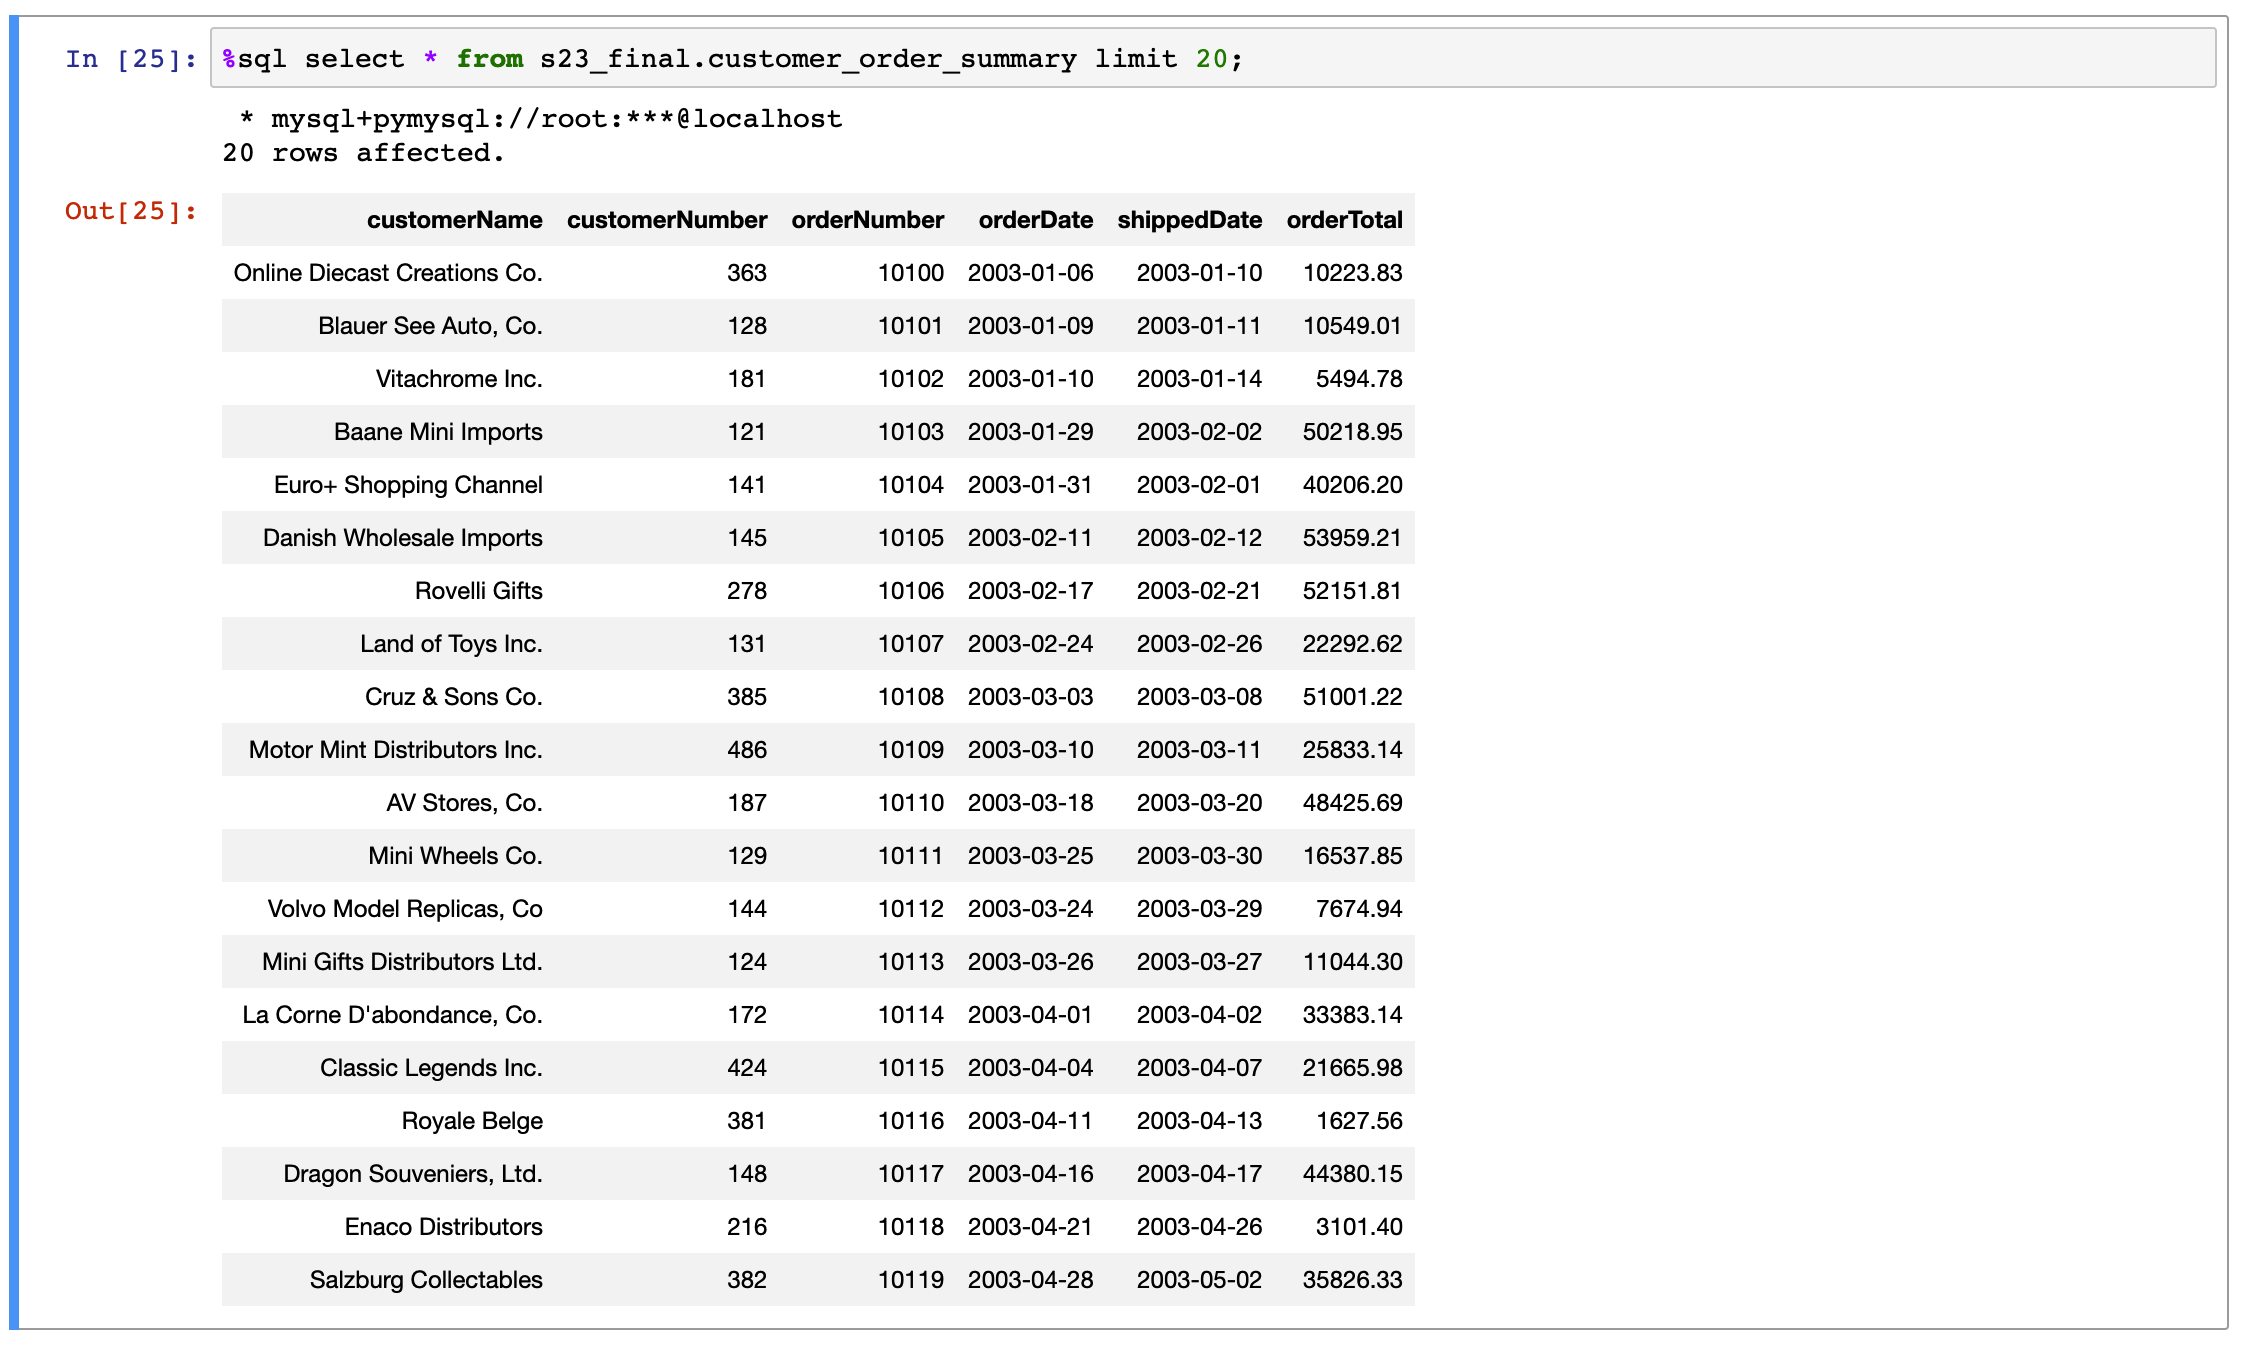 In [25]: %sql select * from s23_final.customer_order_summary limit 20;
* mysql+pymysql://root:***@localhost
20 rows affected.
Out[25]:
customerName customerNumber orderNumber orderDate shippedDate orderTotal
Online Diecast Creations Co. 363 10100 2003-01-06 2003-01-10 10223.83
Blauer See Auto, Co. 128 10101 2003-01-09 2003-01-11 10549.01
Vitachrome Inc. 181 10102 2003-01-10 2003-01-14 5494.78
Baane Mini Imports 121 10103 2003-01-29 2003-02-02 50218.95
Euro+ Shopping Channel 141 10104 2003-01-31 2003-02-01 40206.20
Danish Wholesale Imports 145 10105 2003-02-11 2003-02-12 53959.21
Rovelli Gifts 278 10106 2003-02-17 2003-02-21 52151.81
Land of Toys Inc. 131 10107 2003-02-24 2003-02-26 22292.62
Cruz & Sons Co. 385 10108 2003-03-03 2003-03-08 51001.22
Motor Mint Distributors Inc. 486 10109 2003-03-10 2003-03-11 25833.14
AV Stores, Co. 187 10110 2003-03-18 2003-03-20 48425.69
Mini Wheels Co. 129 10111 2003-03-25 2003-03-30 16537.85
Volvo Model Replicas, Co 144 10112 2003-03-24 2003-03-29 7674.94
Mini Gifts Distributors Ltd. 124 10113 2003-03-26 2003-03-27 11044.30
La Corne D'abondance, Co. 172 10114 2003-04-01 2003-04-02 33383.14
Classic Legends Inc. 424 10115 2003-04-04 2003-04-07 21665.98
Royale Belge 381 10116 2003-04-11 2003-04-13 1627.56
Dragon Souveniers, Ltd. 148 10117 2003-04-16 2003-04-17 44380.15
Enaco Distributors 216 10118 2003-04-21 2003-04-26 3101.40
Salzburg Collectables 382 10119 2003-04-28 2003-05-02 35826.33